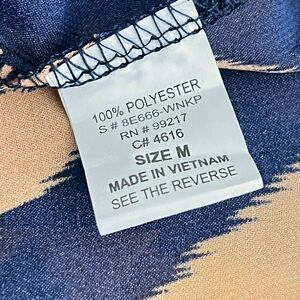 100% POLYESTER
S # 8E666-WNKP
RN # 99217
C# 4616
SIZE M
MADE IN VIETNAM
SEE THE REVERSE